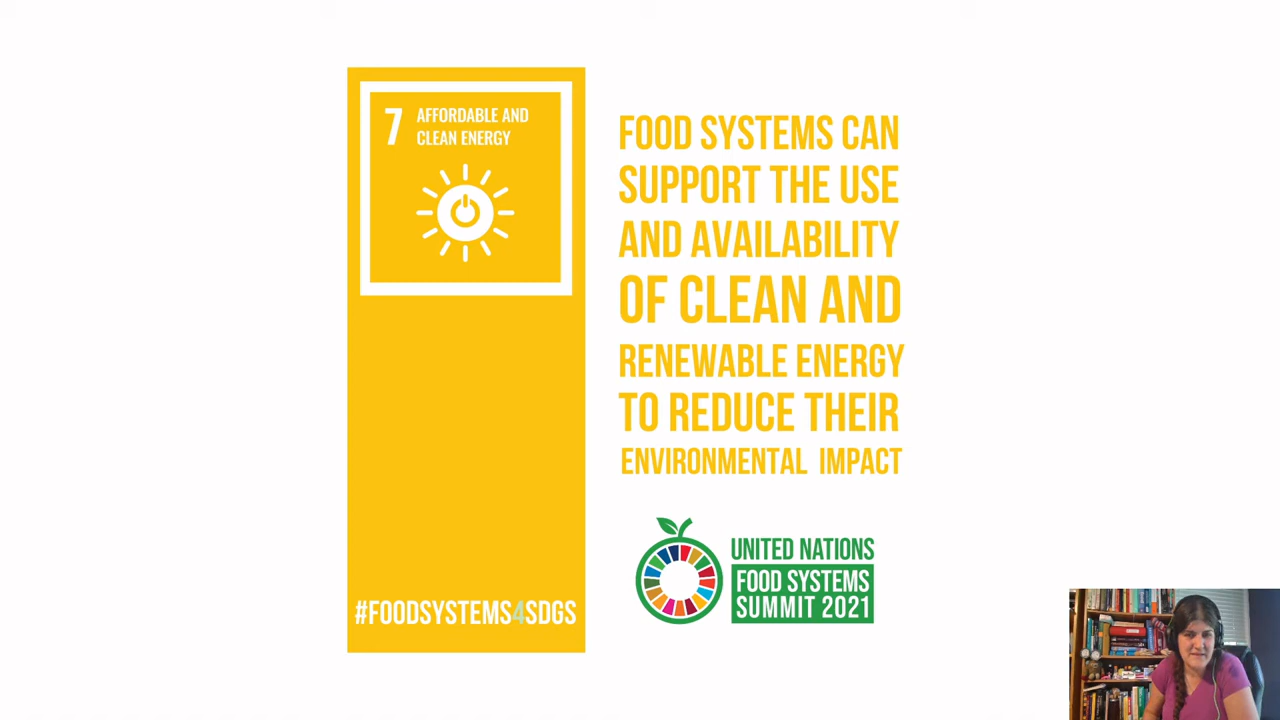 7 AFFORDABLE AND
CLEAN ENERGY
#FOODSYSTEMS4SDGS
FOOD SYSTEMS CAN
SUPPORT THE USE
AND AVAILABILITY
OF CLEAN AND
RENEWABLE ENERGY
TO REDUCE THEIR
ENVIRONMENTAL IMPACT
UNITED NATIONS
FOOD SYSTEMS
SUMMIT 2021